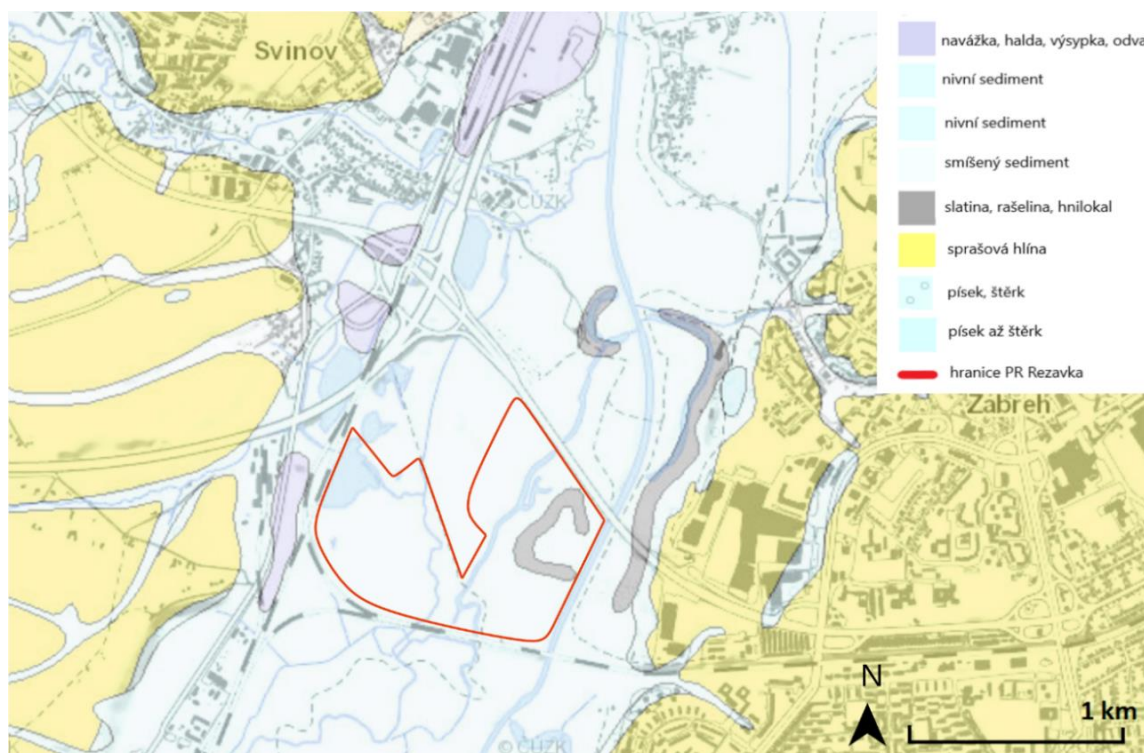 Svinov
navážka, halda, výsypka, odva
nivní sediment
nivní sediment
smíšený sediment
slatina, rašelina, hnilokal
sprašová hlína
písek, štěrk
písek až štěrk
hranice PR Rezavka
© ČÚZK
Zábřeh
N
1 km
© ČÚZK